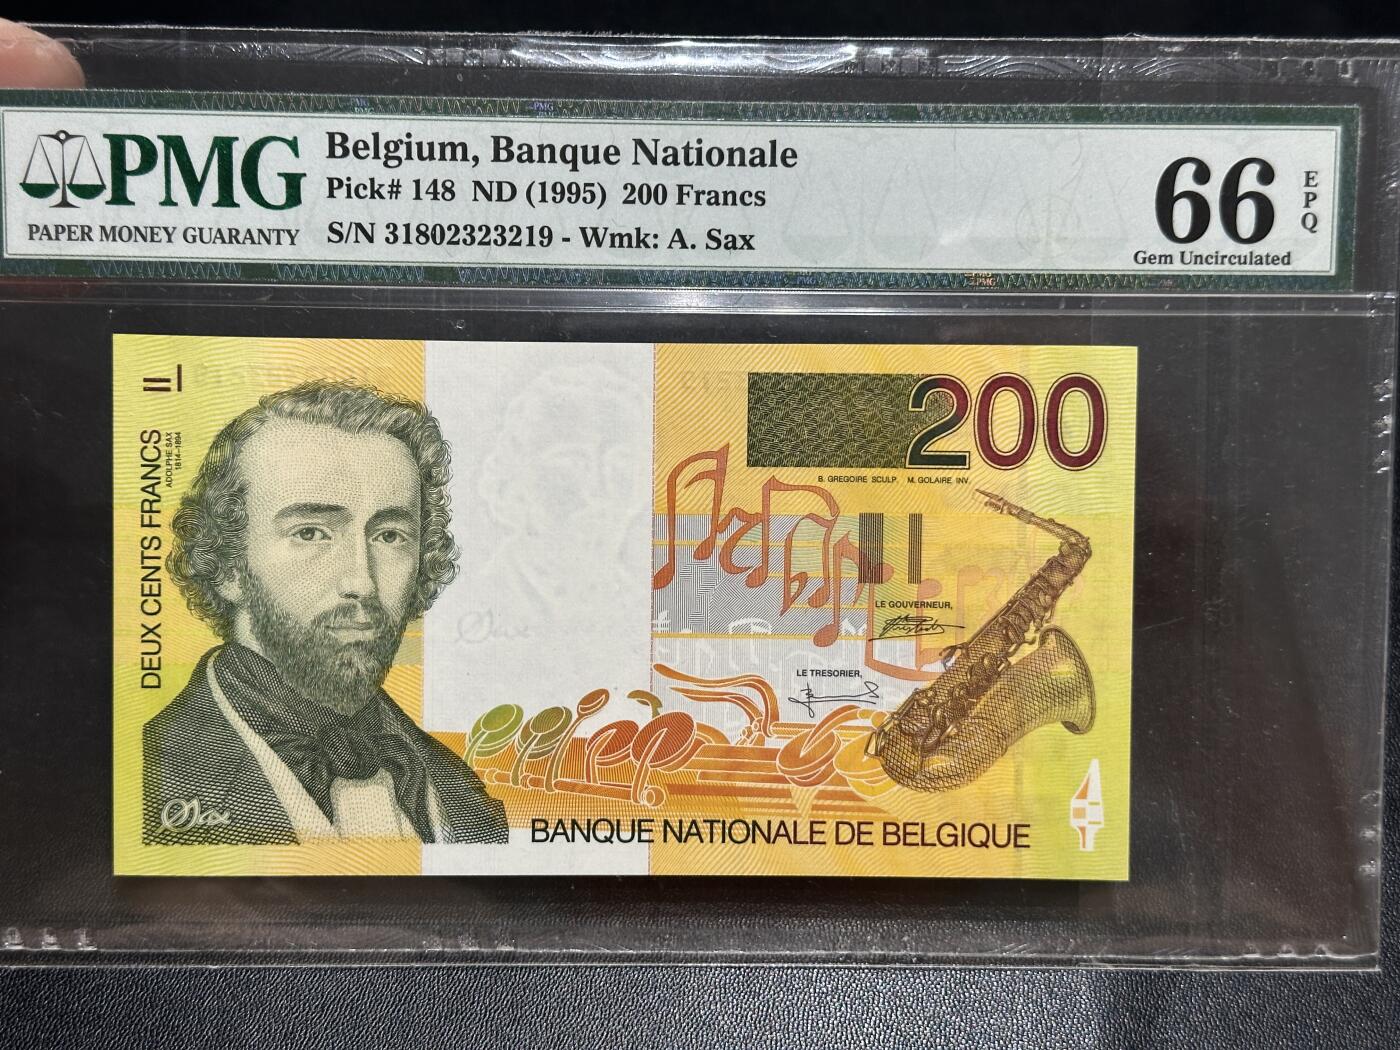 PMG
PAPER MONEY GUARANTY
Belgium, Banque Nationale
Pick# 148 ND (1995) 200 Francs
S/N 31802323219 - Wmk: A. Sax
66
EPQ
Gem Uncirculated
200
B. GREGOIRE SCULP. M. GOLAIRE INV.
DEUX CENTS FRANCS
ADOLPHE SAX
1814-1894
LE GOUVERNEUR,
LE TRESORIER,
Sax
BANQUE NATIONALE DE BELGIQUE